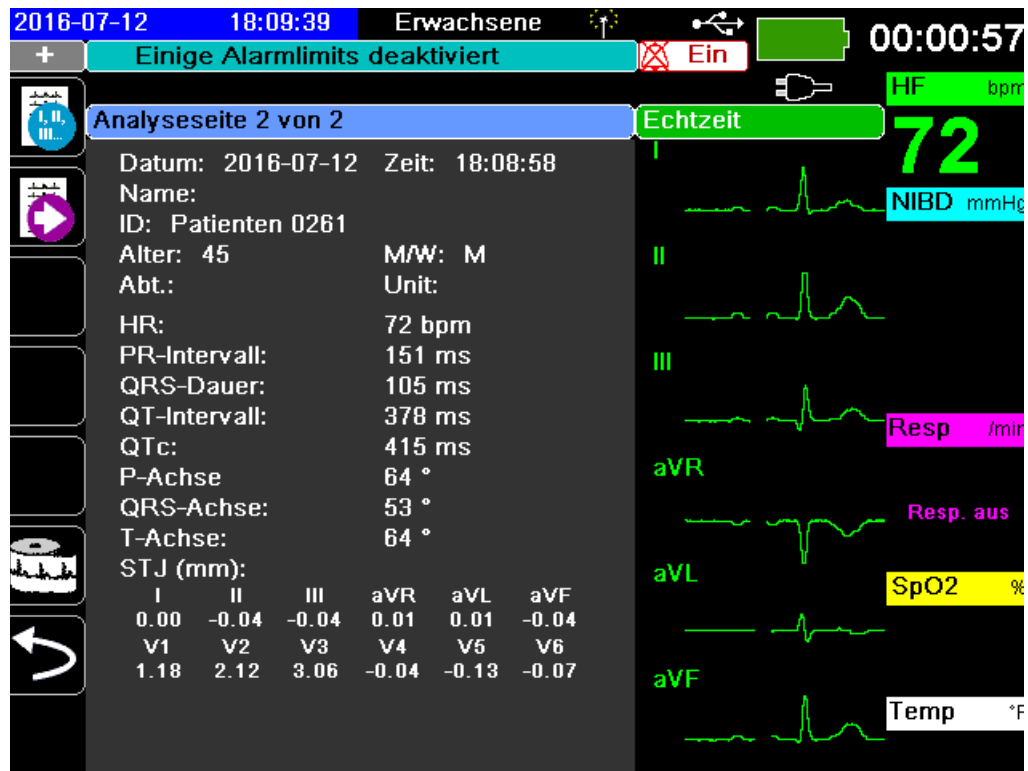 2016-07-12 18:09:39 Erwachsene 00:00:57
+ Einige Alarmlimits deaktiviert Ein
HF bpm
72
I, II, III...
Analyseseite 2 von 2
Datum: 2016-07-12 Zeit: 18:08:58
Name:
ID: Patienten 0261
Alter: 45 M/W: M
Abt.: Unit:
HR: 72 bpm
PR-Intervall: 151 ms
QRS-Dauer: 105 ms
QT-Intervall: 378 ms
QTc: 415 ms
P-Achse 64 °
QRS-Achse: 53 °
T-Achse: 64 °
STJ (mm):
I II III aVR aVL aVF
0.00 -0.04 -0.04 0.01 0.01 -0.04
V1 V2 V3 V4 V5 V6
1.18 2.12 3.06 -0.04 -0.13 -0.07
Echtzeit
I
II
III
aVR
aVL
aVF
NIBD mmHg
Resp /min
Resp. aus
SpO2 %
Temp °F